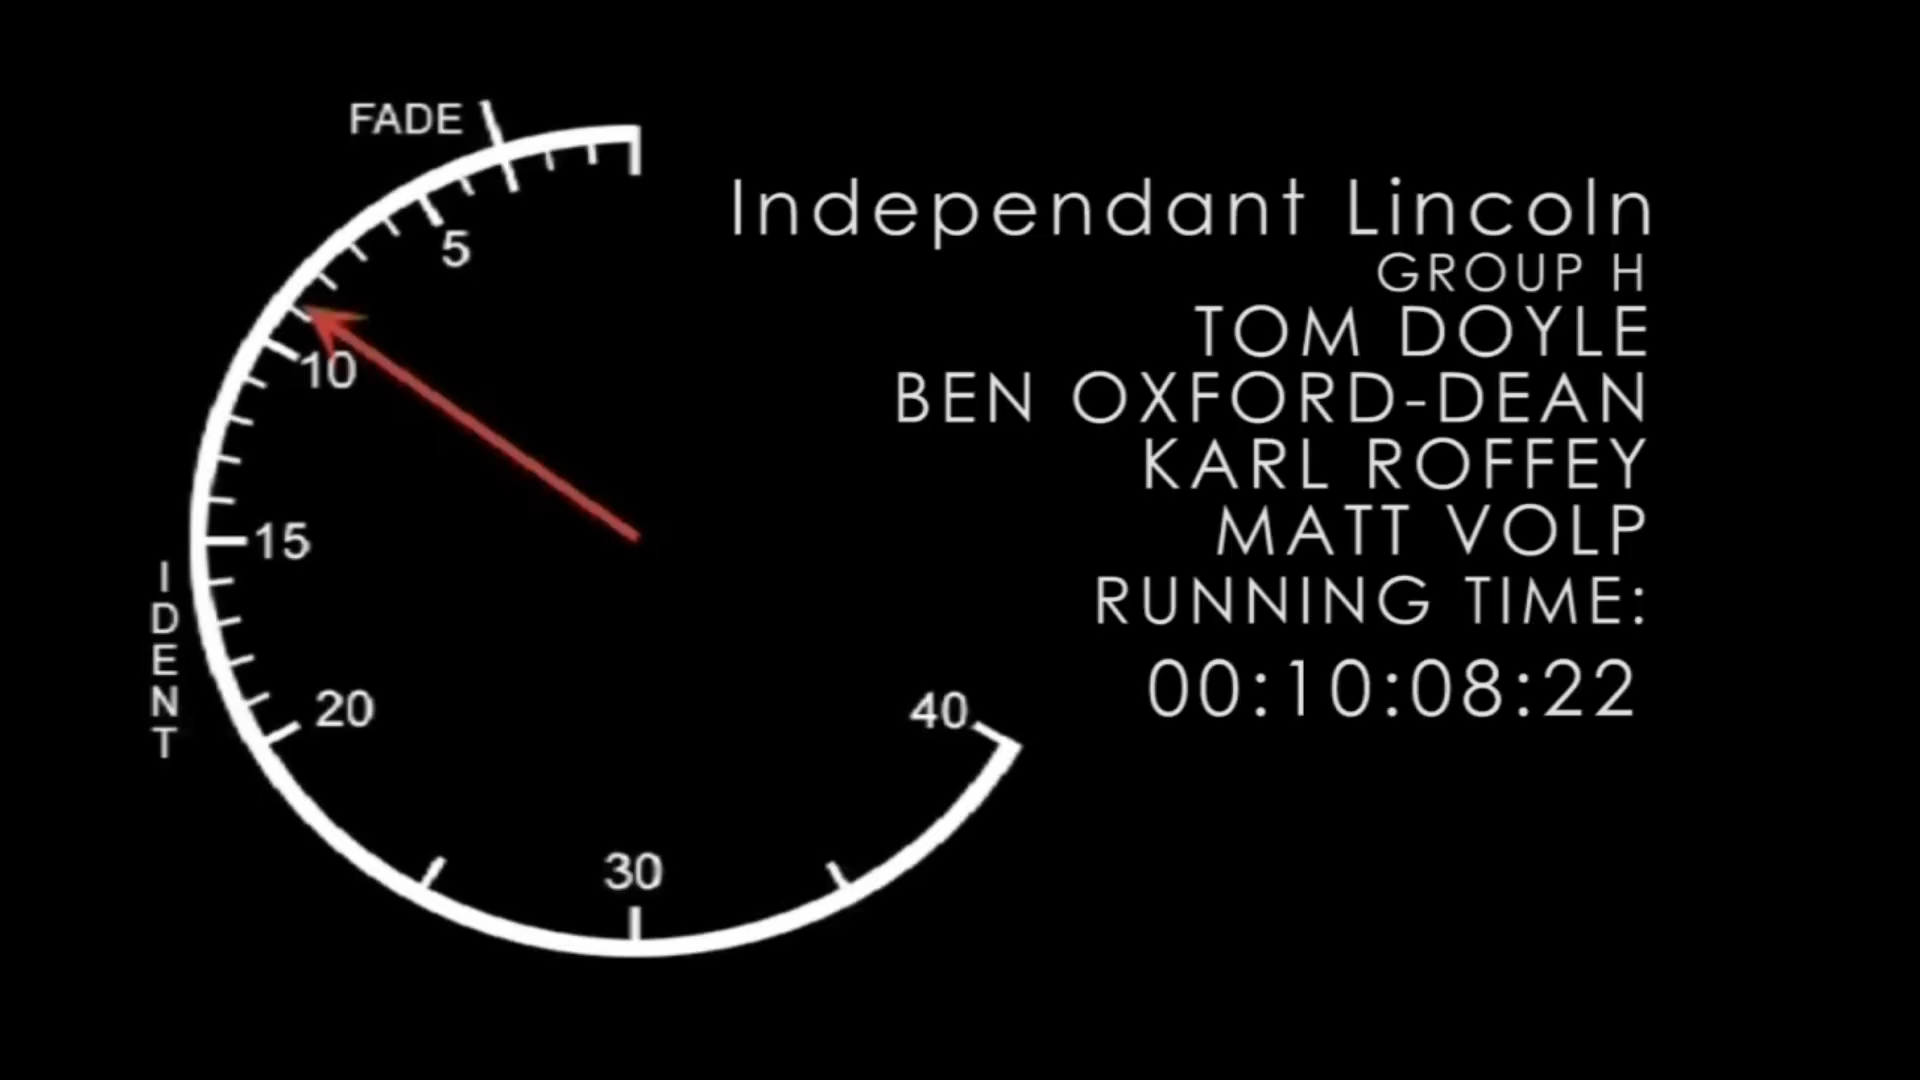 FADE
5
10
15
IDENT
20
30
40
Independant Lincoln
GROUP H
TOM DOYLE
BEN OXFORD-DEAN
KARL ROFFEY
MATT VOLP
RUNNING TIME:
00:10:08:22